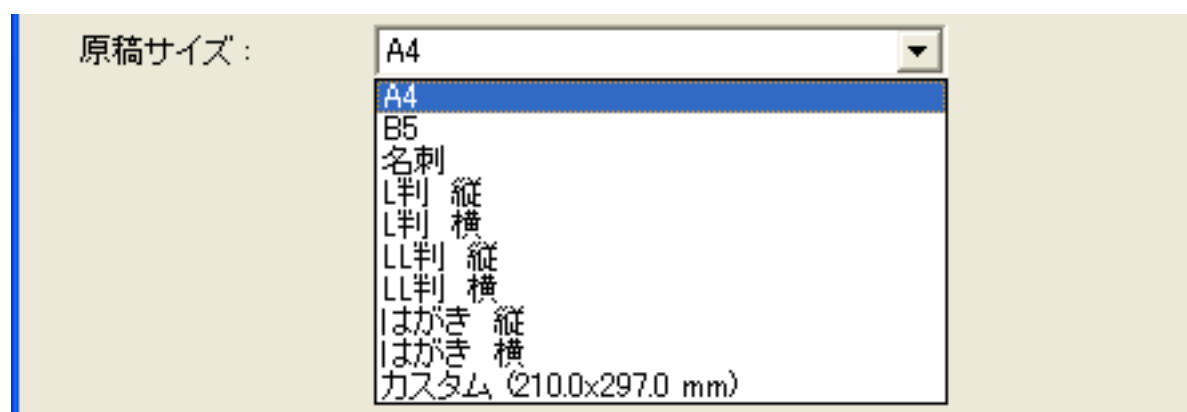 原稿サイズ： A4
A4
B5
名刺
L判 縦
L判 横
LL判 縦
LL判 横
はがき 縦
はがき 横
カスタム (210.0x297.0 mm)